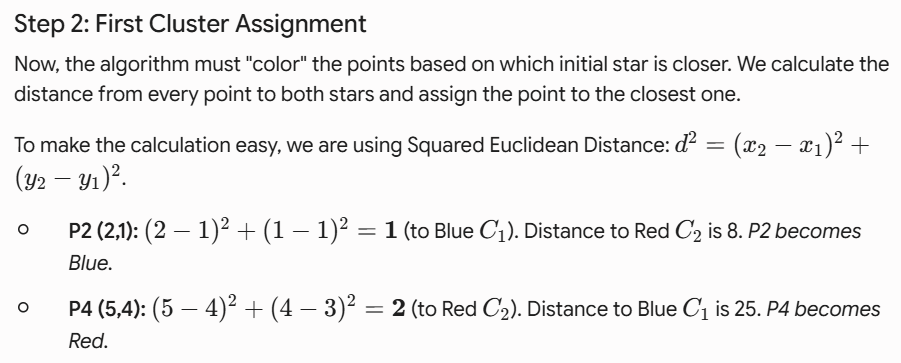 Step 2: First Cluster Assignment
Now, the algorithm must "color" the points based on which initial star is closer. We calculate the
distance from every point to both stars and assign the point to the closest one.
To make the calculation easy, we are using Squared Euclidean Distance: d² = (x₂ − x₁)² +
(y₂ − y₁)².
○ P2 (2,1): (2 − 1)² + (1 − 1)² = 1 (to Blue C₁). Distance to Red C₂ is 8. P2 becomes
Blue.
○ P4 (5,4): (5 − 4)² + (4 − 3)² = 2 (to Red C₂). Distance to Blue C₁ is 25. P4 becomes
Red.